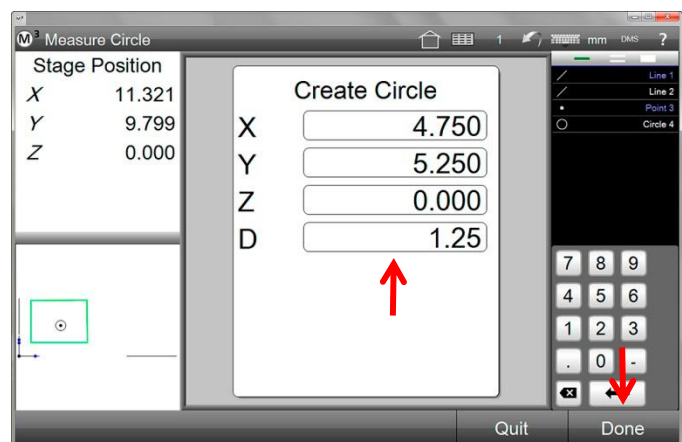 M³ Measure Circle 1 mm DMS ?
Stage Position
X 11.321
Y 9.799
Z 0.000
Create Circle
X 4.750
Y 5.250
Z 0.000
D 1.25
Line 1
Line 2
Point 3
Circle 4
7 8 9
4 5 6
1 2 3
. 0 -
Quit Done